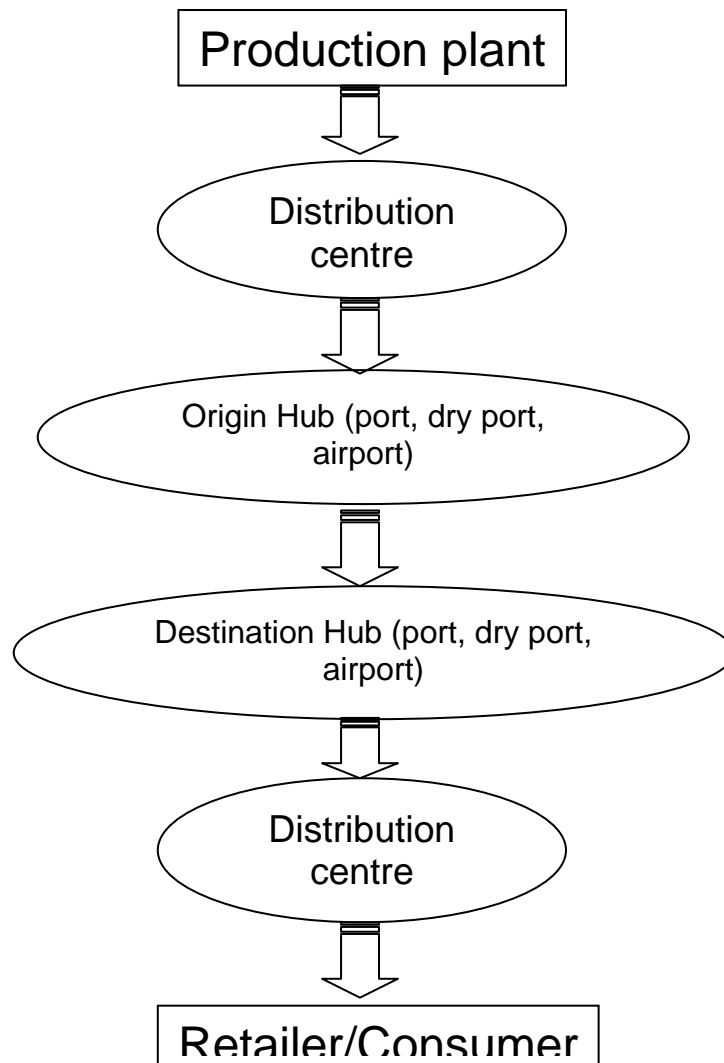 Production plant
Distribution
centre
Origin Hub (port, dry port,
airport)
Destination Hub (port, dry port,
airport)
Distribution
centre
Retailer/Consumer